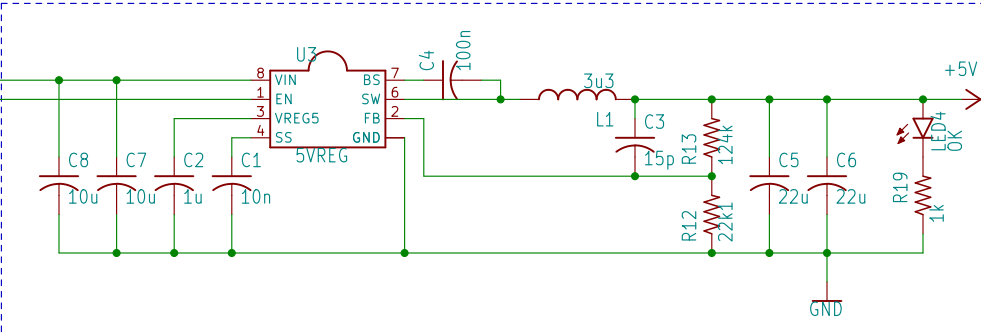 U3
8 VIN
1 EN
3 VREG5
4 SS
BS 7
SW 6
FB 2
GND
5VREG
C4
100n
3u3
L1
+5V
C3
15p
R13
124k
LED4
OK
C8
10u
C7
10u
C2
1u
C1
10n
R12
22k1
C5
22u
C6
22u
R19
1k
GND